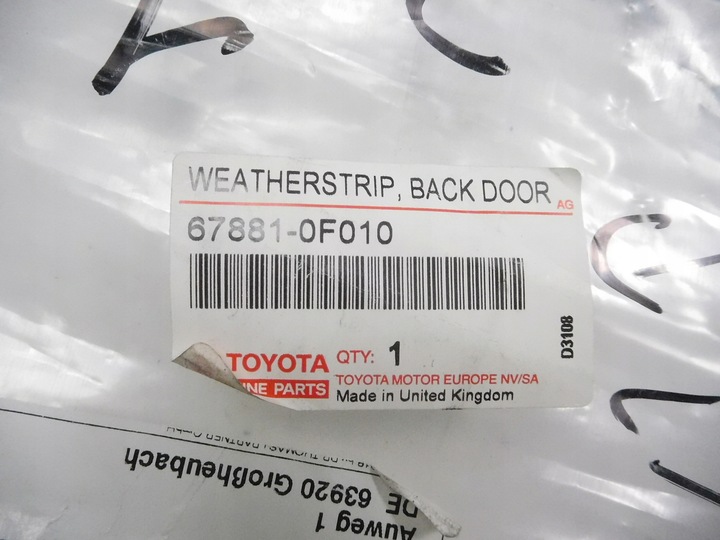 WEATHERSTRIP, BACK DOOR
AG
67881-0F010
D3108
TOYOTA
PARTS
QTY: 1
TOYOTA MOTOR EUROPE NV/SA
Made in United Kingdom
Auweg 1
DE 63920 Großheubach